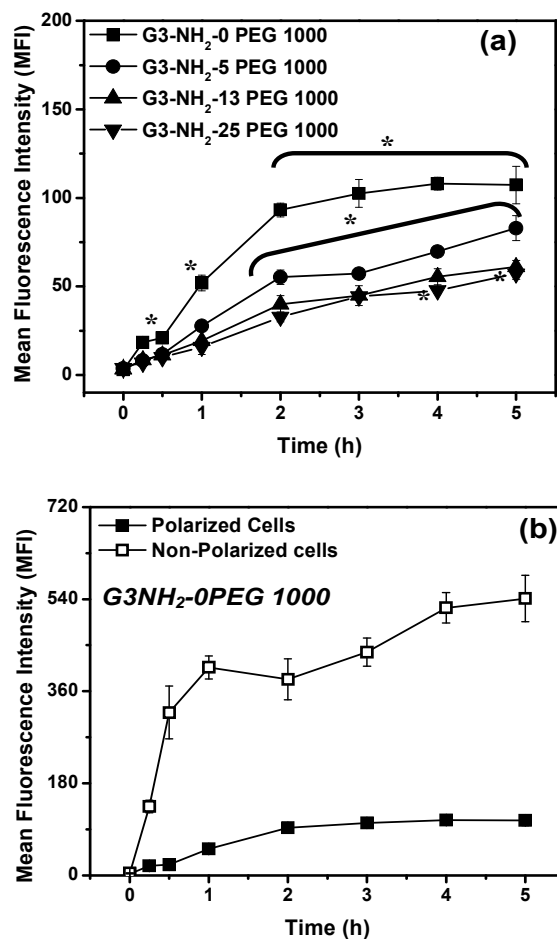 (a)
G3-NH₂-0 PEG 1000
G3-NH₂-5 PEG 1000
G3-NH₂-13 PEG 1000
G3-NH₂-25 PEG 1000
Mean Fluorescence Intensity (MFI)
200
150
100
50
0
* * * * * *
0 1 2 3 4 5
Time (h)
(b)
Polarized Cells
Non-Polarized cells
G3NH₂-0PEG 1000
Mean Fluorescence Intensity (MFI)
720
540
360
180
0
0 1 2 3 4 5
Time (h)